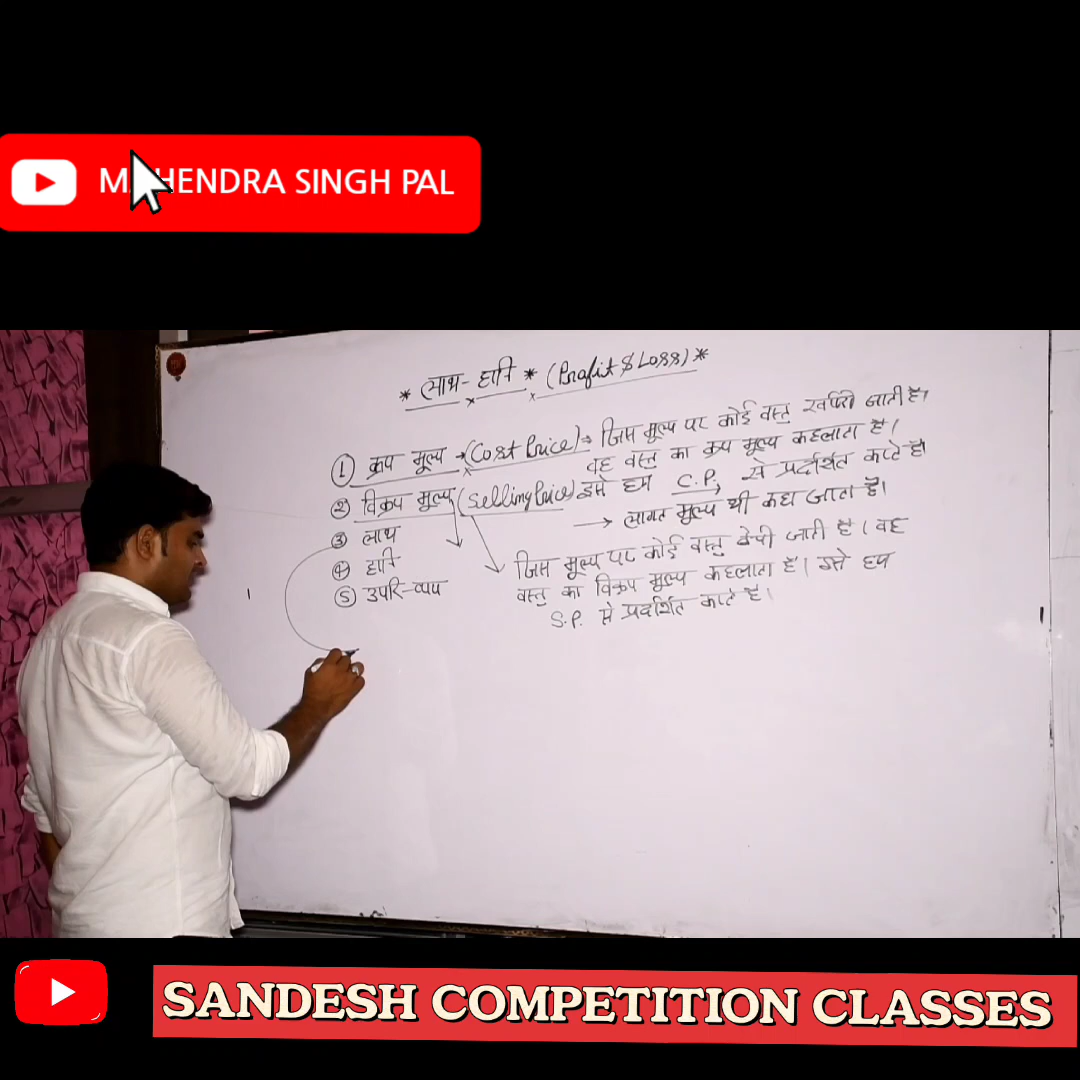 MAHENDRA SINGH PAL
* लाभ-हानि * (Profit & Loss) *
① क्रय मूल्य → (Cost Price) ⇒ जिस मूल्य पर कोई वस्तु खरीदी जाती है।
वह वस्तु का क्रय मूल्य कहलाता है।
② विक्रय मूल्य (Selling Price) इसे हम C.P. से प्रदर्शित करते है।
→ लागत मूल्य भी कहा जाता है।
③ लाभ
④ हानि
⑤ उपरि-व्यय
जिस मूल्य पर कोई वस्तु बेची जाती है। वह
वस्तु का विक्रय मूल्य कहलाता है। इसे हम
S.P. से प्रदर्शित करते है।
SANDESH COMPETITION CLASSES